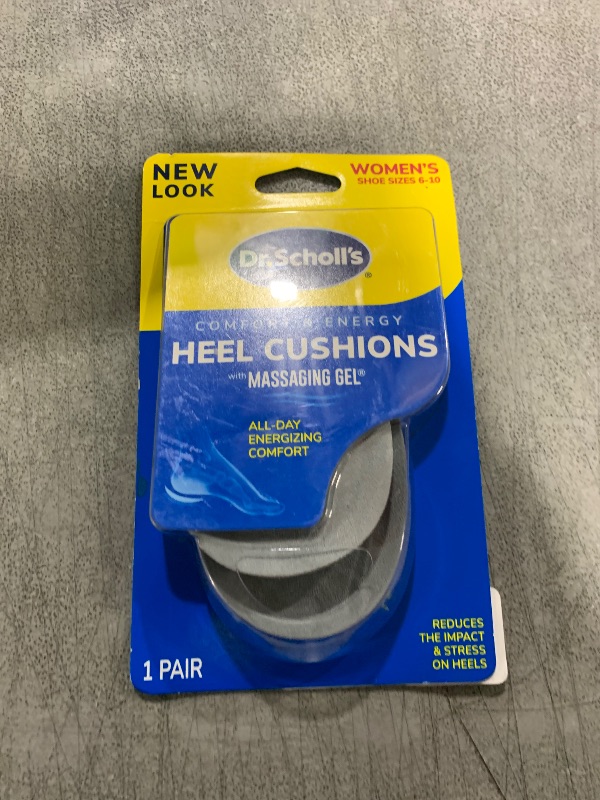 NEW
LOOK
WOMEN'S
SHOE SIZES 6-10
Dr. Scholl's®
COMFORT & ENERGY
HEEL CUSHIONS
with MASSAGING GEL®
ALL-DAY
ENERGIZING
COMFORT
REDUCES
THE IMPACT
& STRESS
ON HEELS
1 PAIR